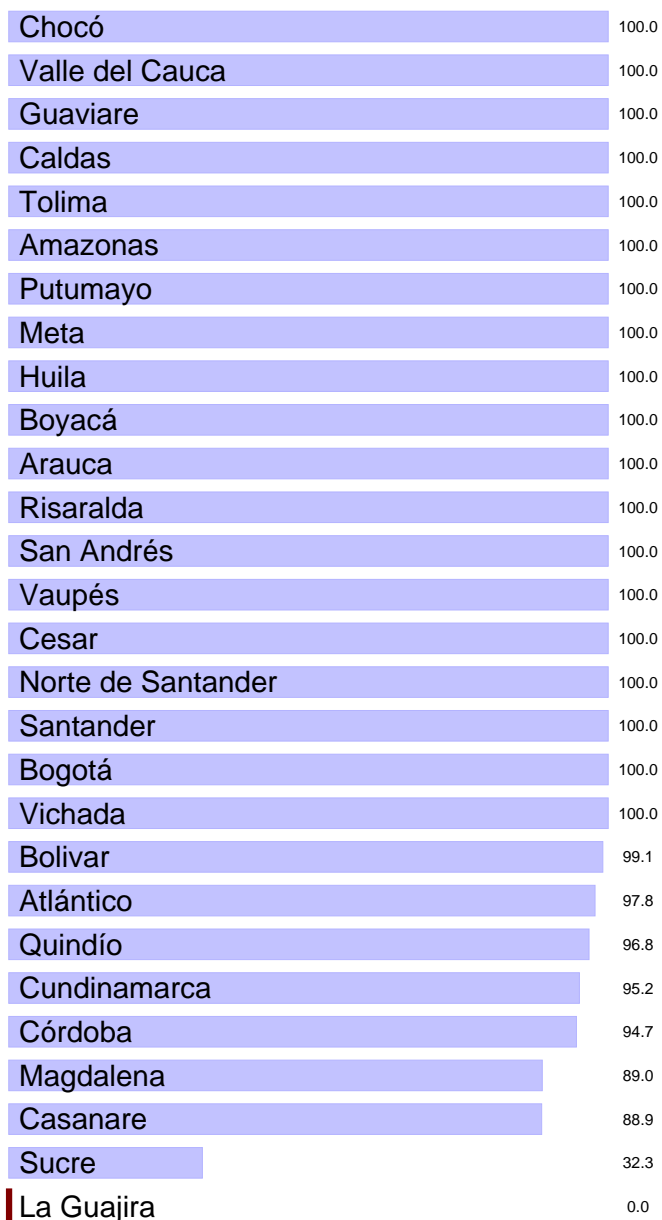 Chocó 100.0
Valle del Cauca 100.0
Guaviare 100.0
Caldas 100.0
Tolima 100.0
Amazonas 100.0
Putumayo 100.0
Meta 100.0
Huila 100.0
Boyacá 100.0
Arauca 100.0
Risaralda 100.0
San Andrés 100.0
Vaupés 100.0
Cesar 100.0
Norte de Santander 100.0
Santander 100.0
Bogotá 100.0
Vichada 100.0
Bolivar 99.1
Atlántico 97.8
Quindío 96.8
Cundinamarca 95.2
Córdoba 94.7
Magdalena 89.0
Casanare 88.9
Sucre 32.3
La Guajira 0.0